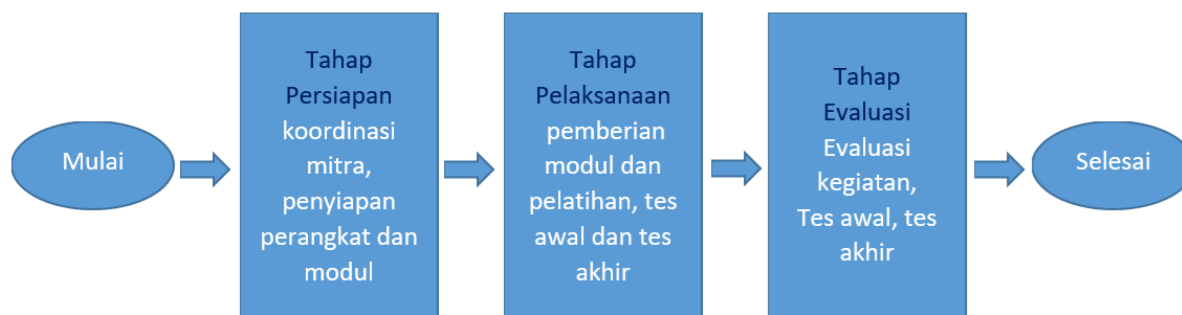 Mulai
Tahap
Persiapan
koordinasi
mitra,
penyiapan
perangkat dan
modul
Tahap
Pelaksanaan
pemberian
modul dan
pelatihan, tes
awal dan tes
akhir
Tahap
Evaluasi
Evaluasi
kegiatan,
Tes awal, tes
akhir
Selesai